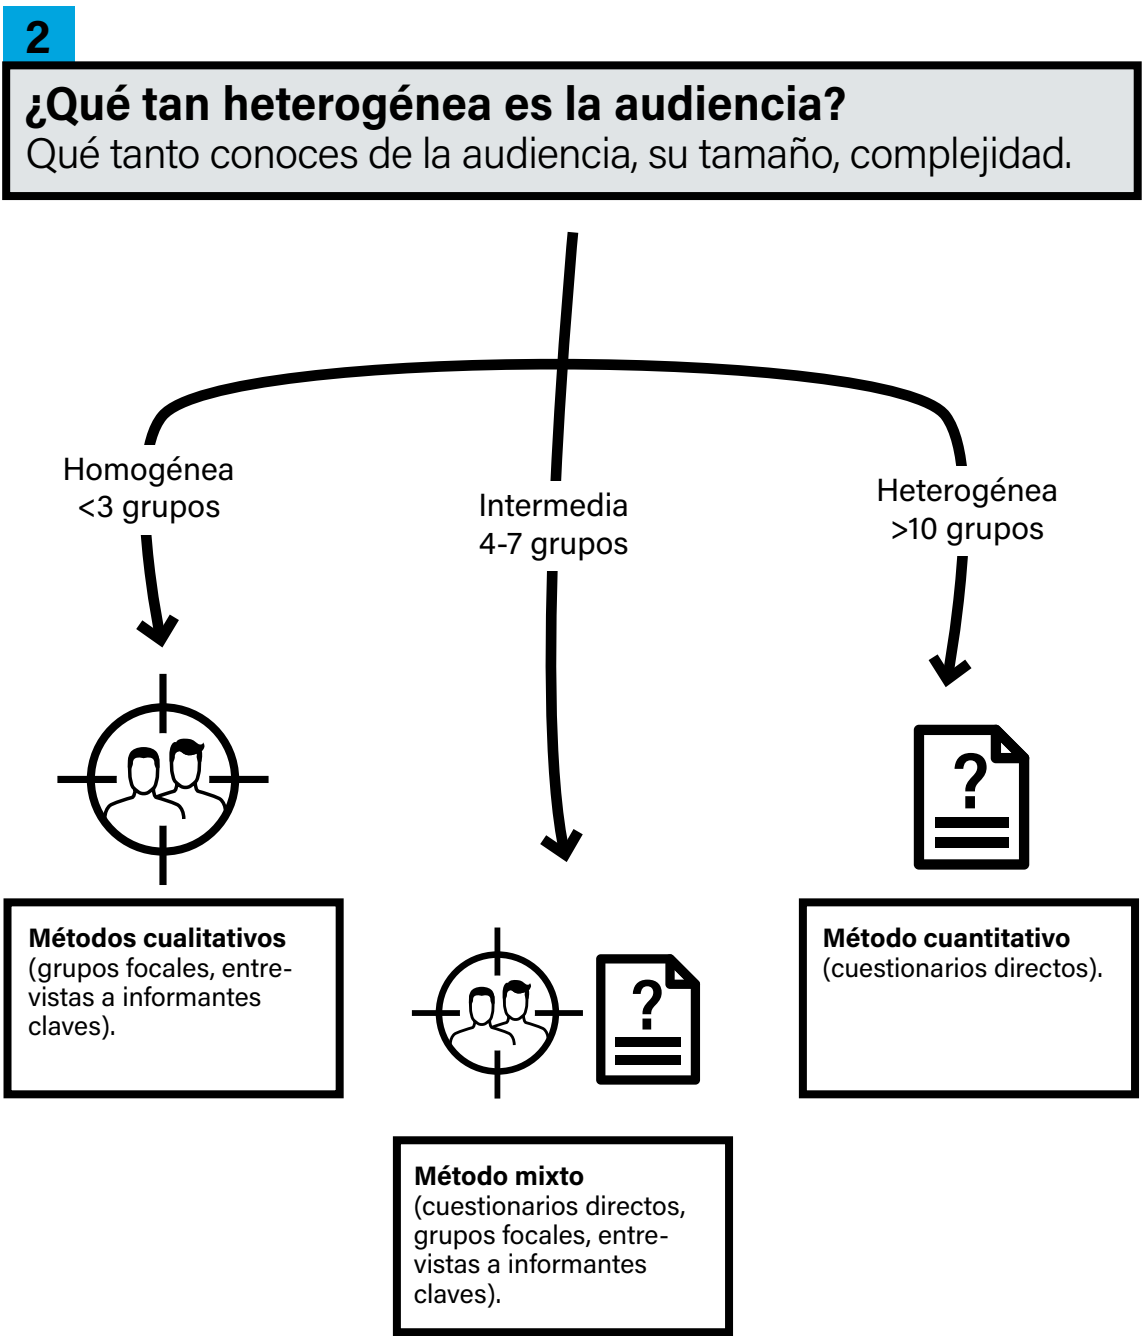 2
¿Qué tan heterogénea es la audiencia?
Qué tanto conoces de la audiencia, su tamaño, complejidad.
Homogénea
<3 grupos
Intermedia
4-7 grupos
Heterogénea
>10 grupos
?
Métodos cualitativos
(grupos focales, entre-
vistas a informantes
claves).
Método cuantitativo
(cuestionarios directos).
?
Método mixto
(cuestionarios directos,
grupos focales, entre-
vistas a informantes
claves).